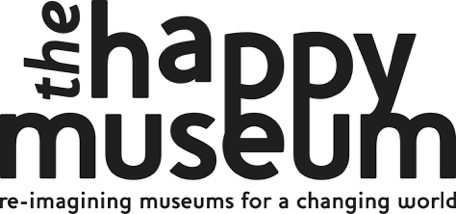 the happy
museum
re-imagining museums for a changing world